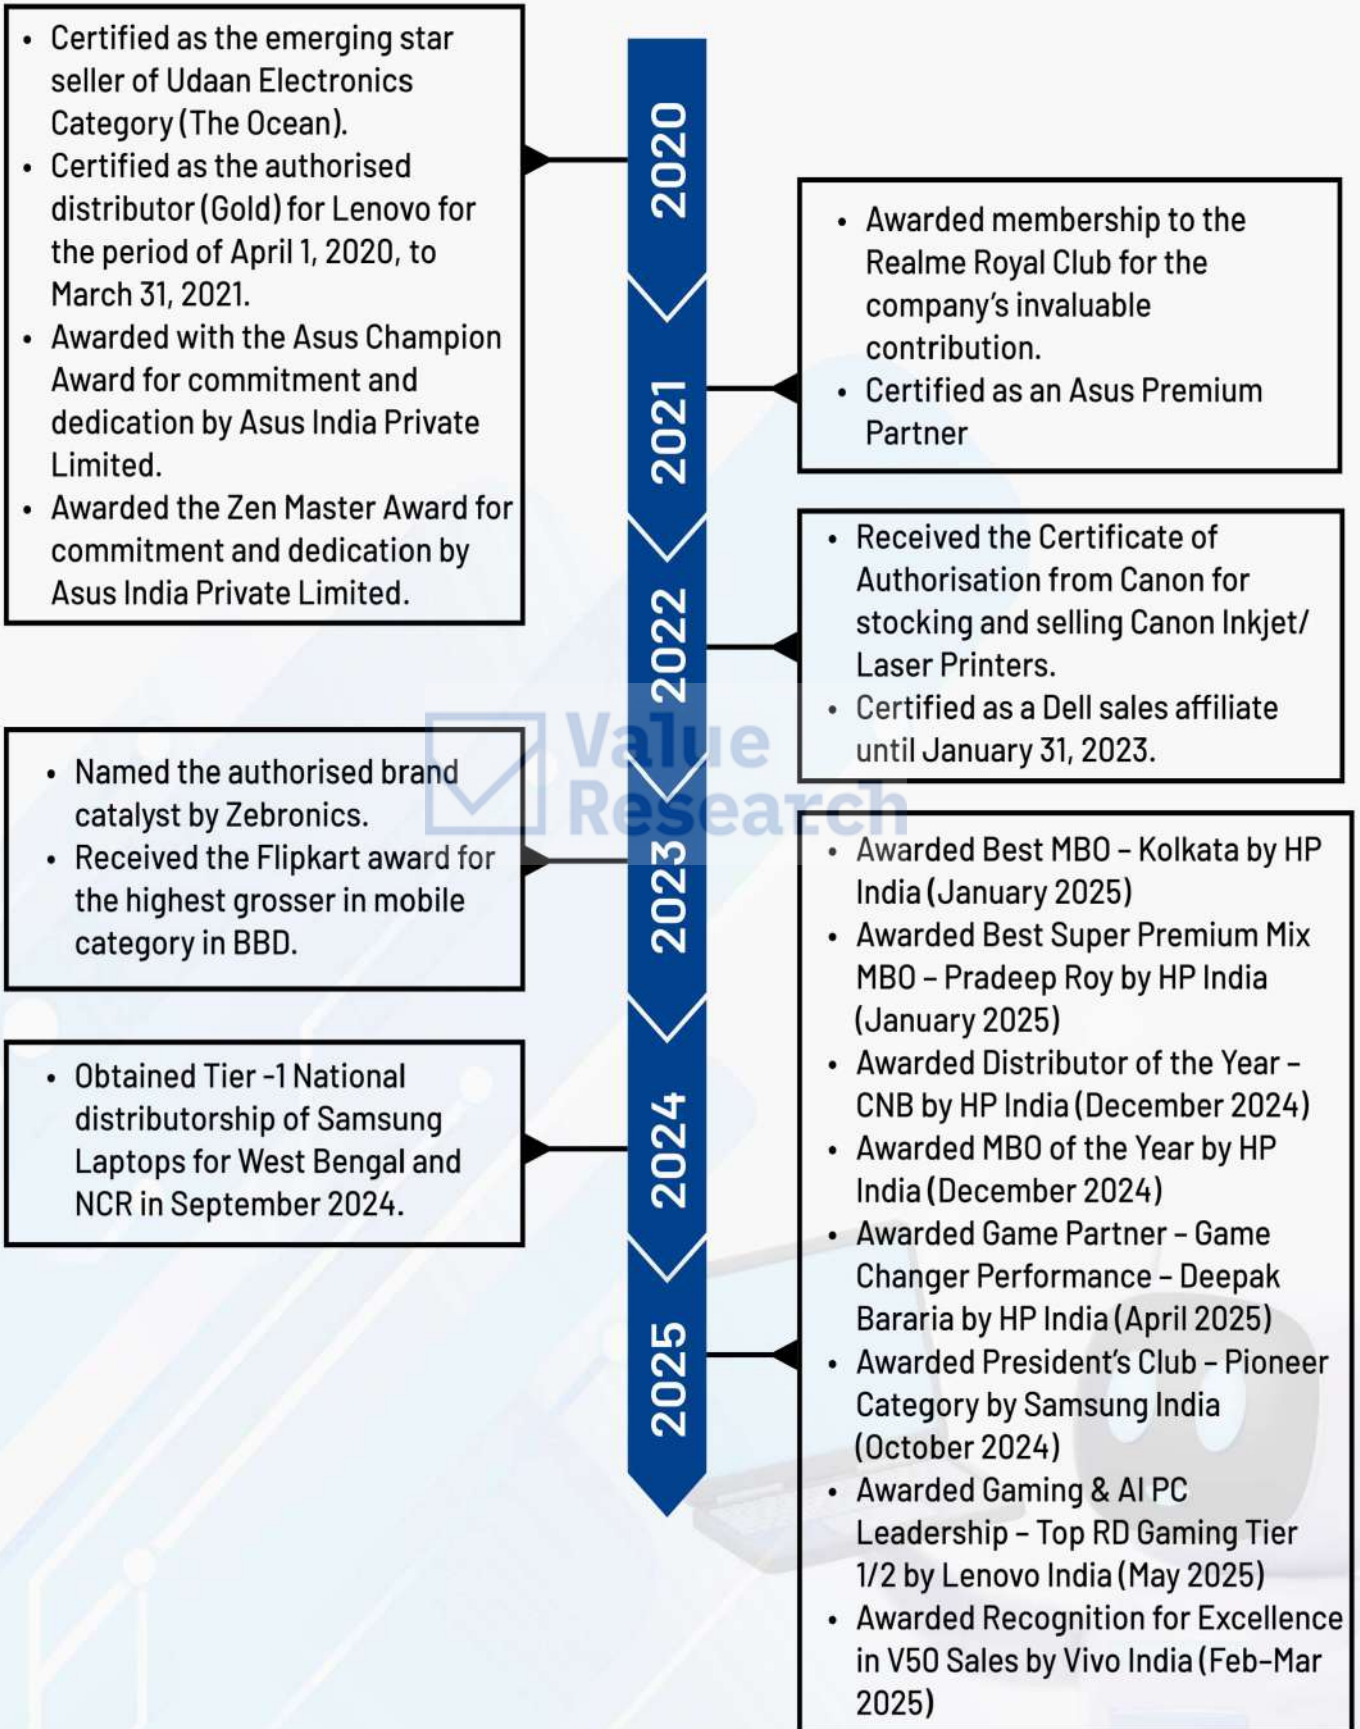 • Certified as the emerging star
seller of Udaan Electronics
Category (The Ocean).
• Certified as the authorised
distributor (Gold) for Lenovo for
the period of April 1, 2020, to
March 31, 2021.
• Awarded with the Asus Champion
Award for commitment and
dedication by Asus India Private
Limited.
• Awarded the Zen Master Award for
commitment and dedication by
Asus India Private Limited.
2020
• Awarded membership to the
Realme Royal Club for the
company's invaluable
contribution.
• Certified as an Asus Premium
Partner
2021
• Received the Certificate of
Authorisation from Canon for
stocking and selling Canon Inkjet/
Laser Printers.
• Certified as a Dell sales affiliate
until January 31, 2023.
2022
Value
Research
• Named the authorised brand
catalyst by Zebronics.
• Received the Flipkart award for
the highest grosser in mobile
category in BBD.
2023
• Obtained Tier -1 National
distributorship of Samsung
Laptops for West Bengal and
NCR in September 2024.
2024
• Awarded Best MBO – Kolkata by HP
India (January 2025)
• Awarded Best Super Premium Mix
MBO – Pradeep Roy by HP India
(January 2025)
• Awarded Distributor of the Year –
CNB by HP India (December 2024)
• Awarded MBO of the Year by HP
India (December 2024)
• Awarded Game Partner – Game
Changer Performance – Deepak
Bararia by HP India (April 2025)
• Awarded President's Club – Pioneer
Category by Samsung India
(October 2024)
• Awarded Gaming & AI PC
Leadership – Top RD Gaming Tier
1/2 by Lenovo India (May 2025)
• Awarded Recognition for Excellence
in V50 Sales by Vivo India (Feb–Mar
2025)
2025